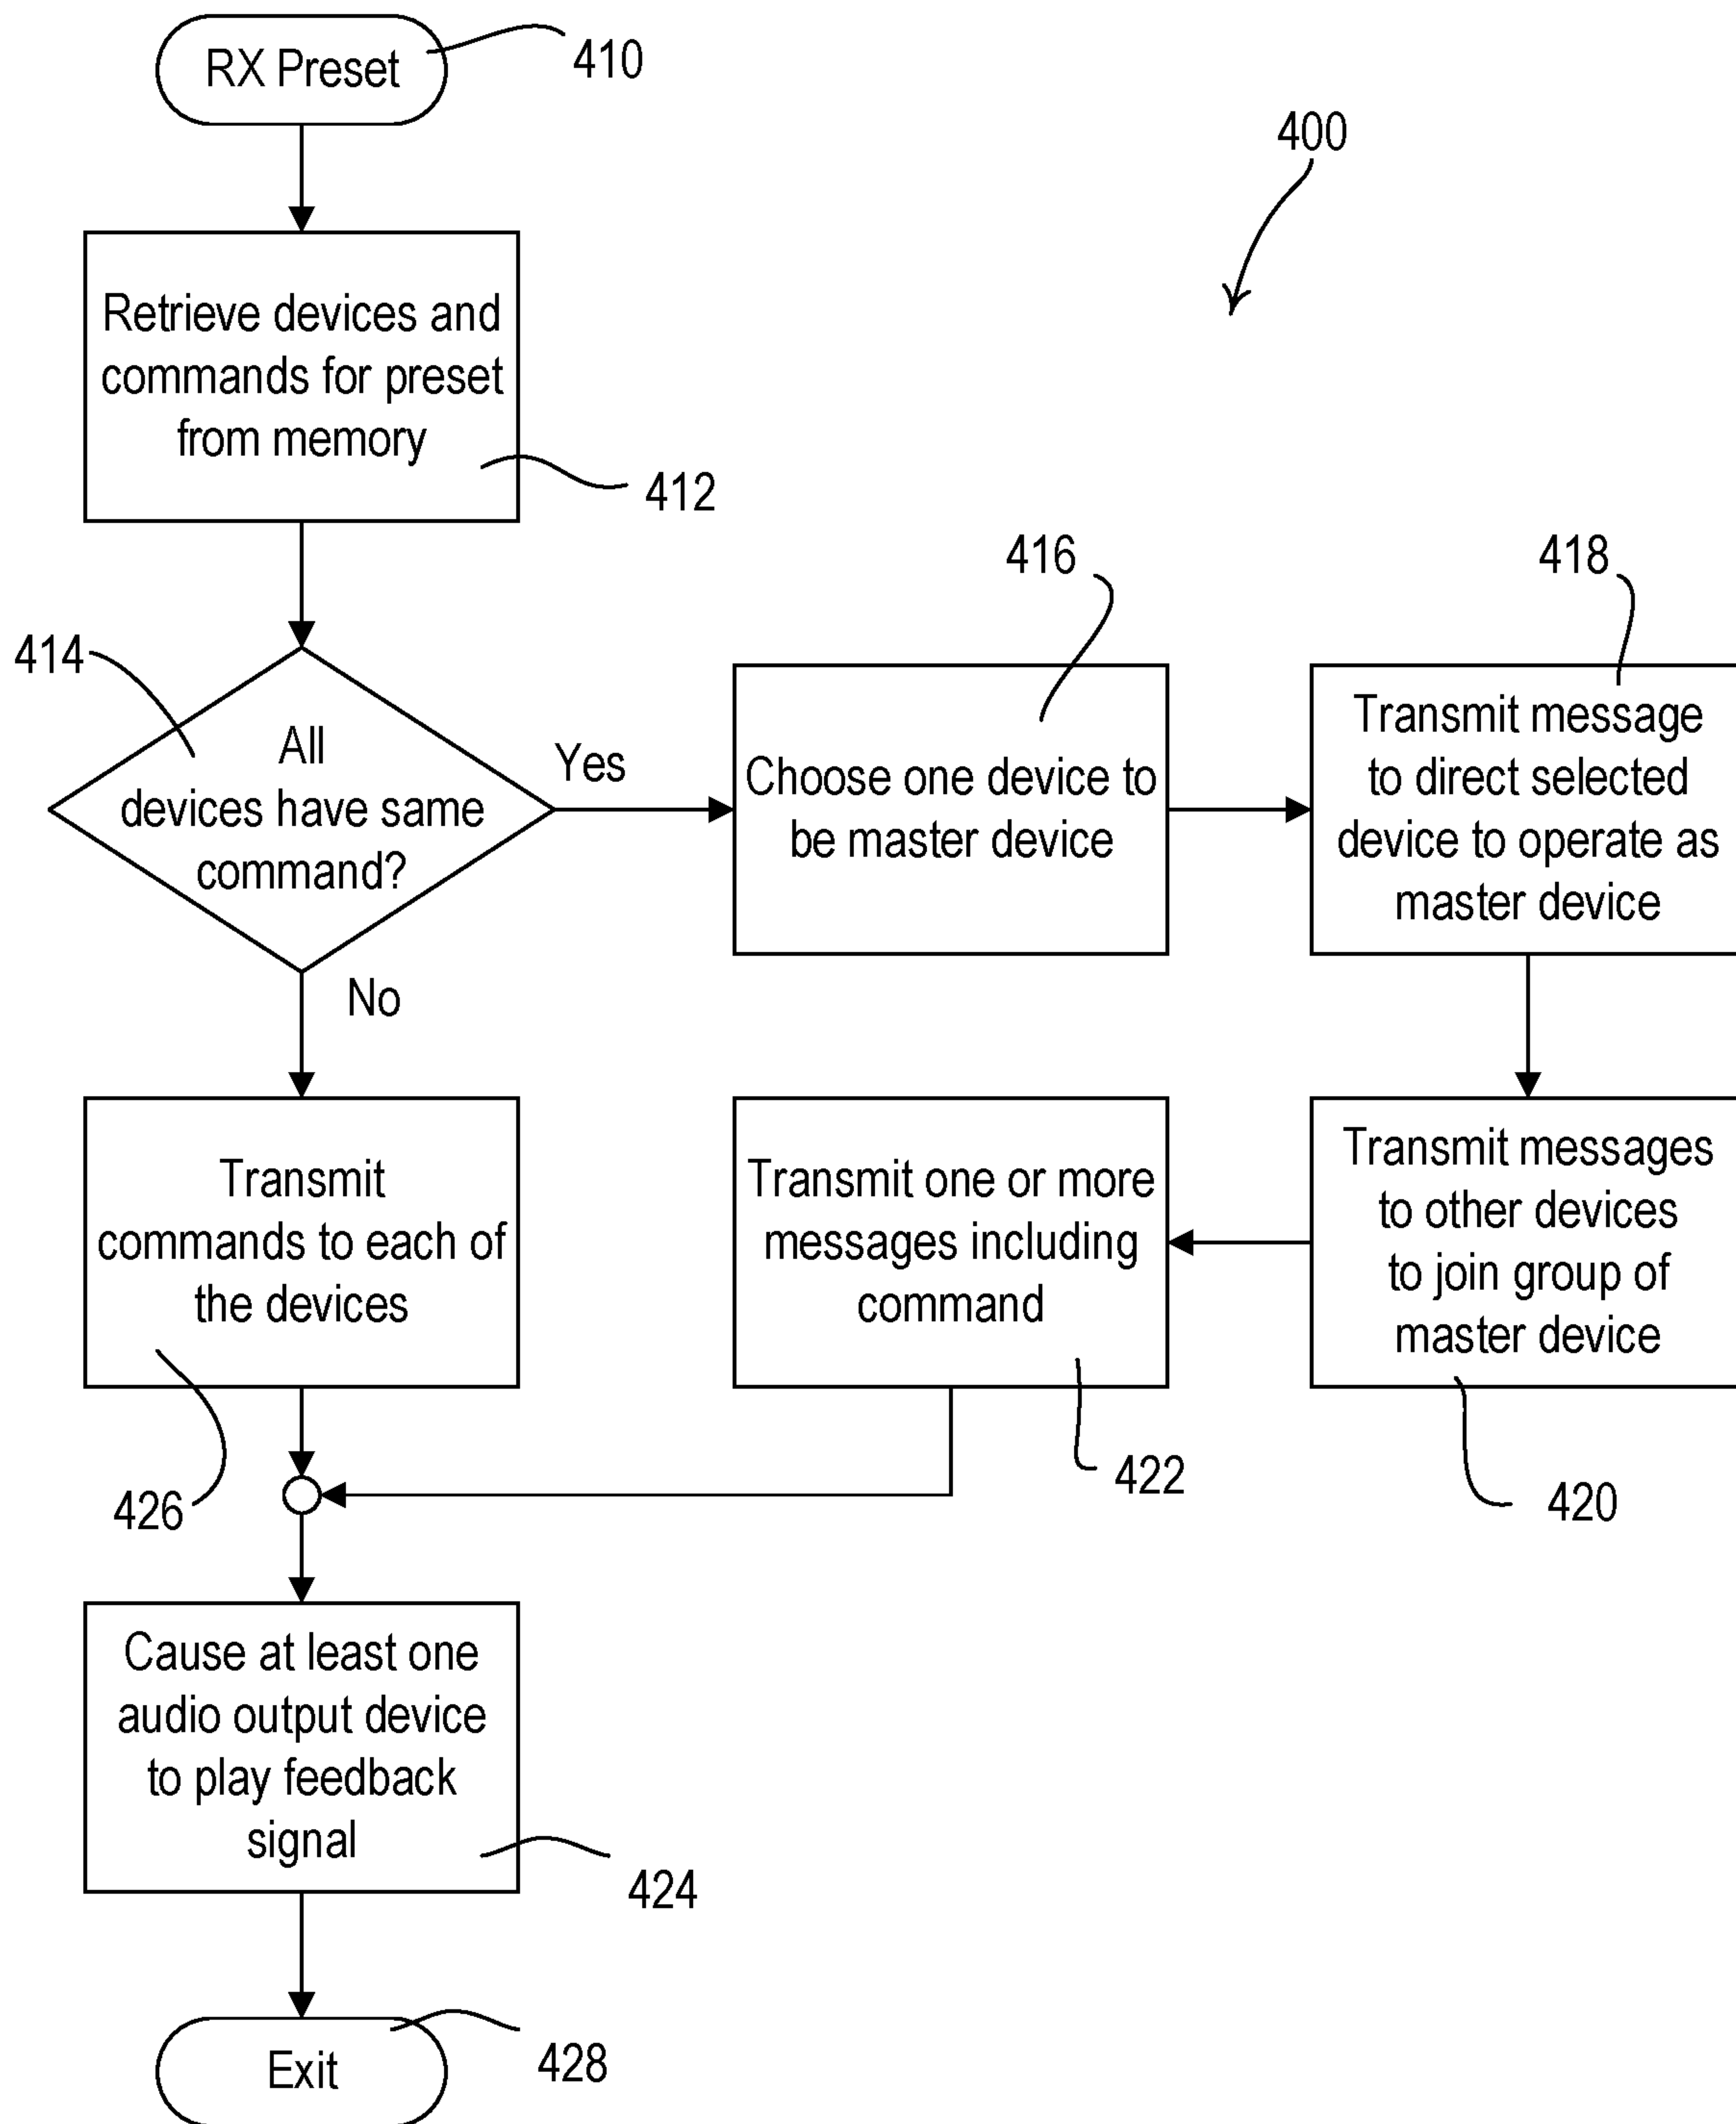 RX Preset
410
400
Retrieve devices and
commands for preset
from memory
412
414
All
devices have same
command?
Yes
No
416
Choose one device to
be master device
418
Transmit message
to direct selected
device to operate as
master device
Transmit messages
to other devices
to join group of
master device
420
Transmit one or more
messages including
command
422
Transmit
commands to each of
the devices
426
Cause at least one
audio output device
to play feedback
signal
424
Exit
428